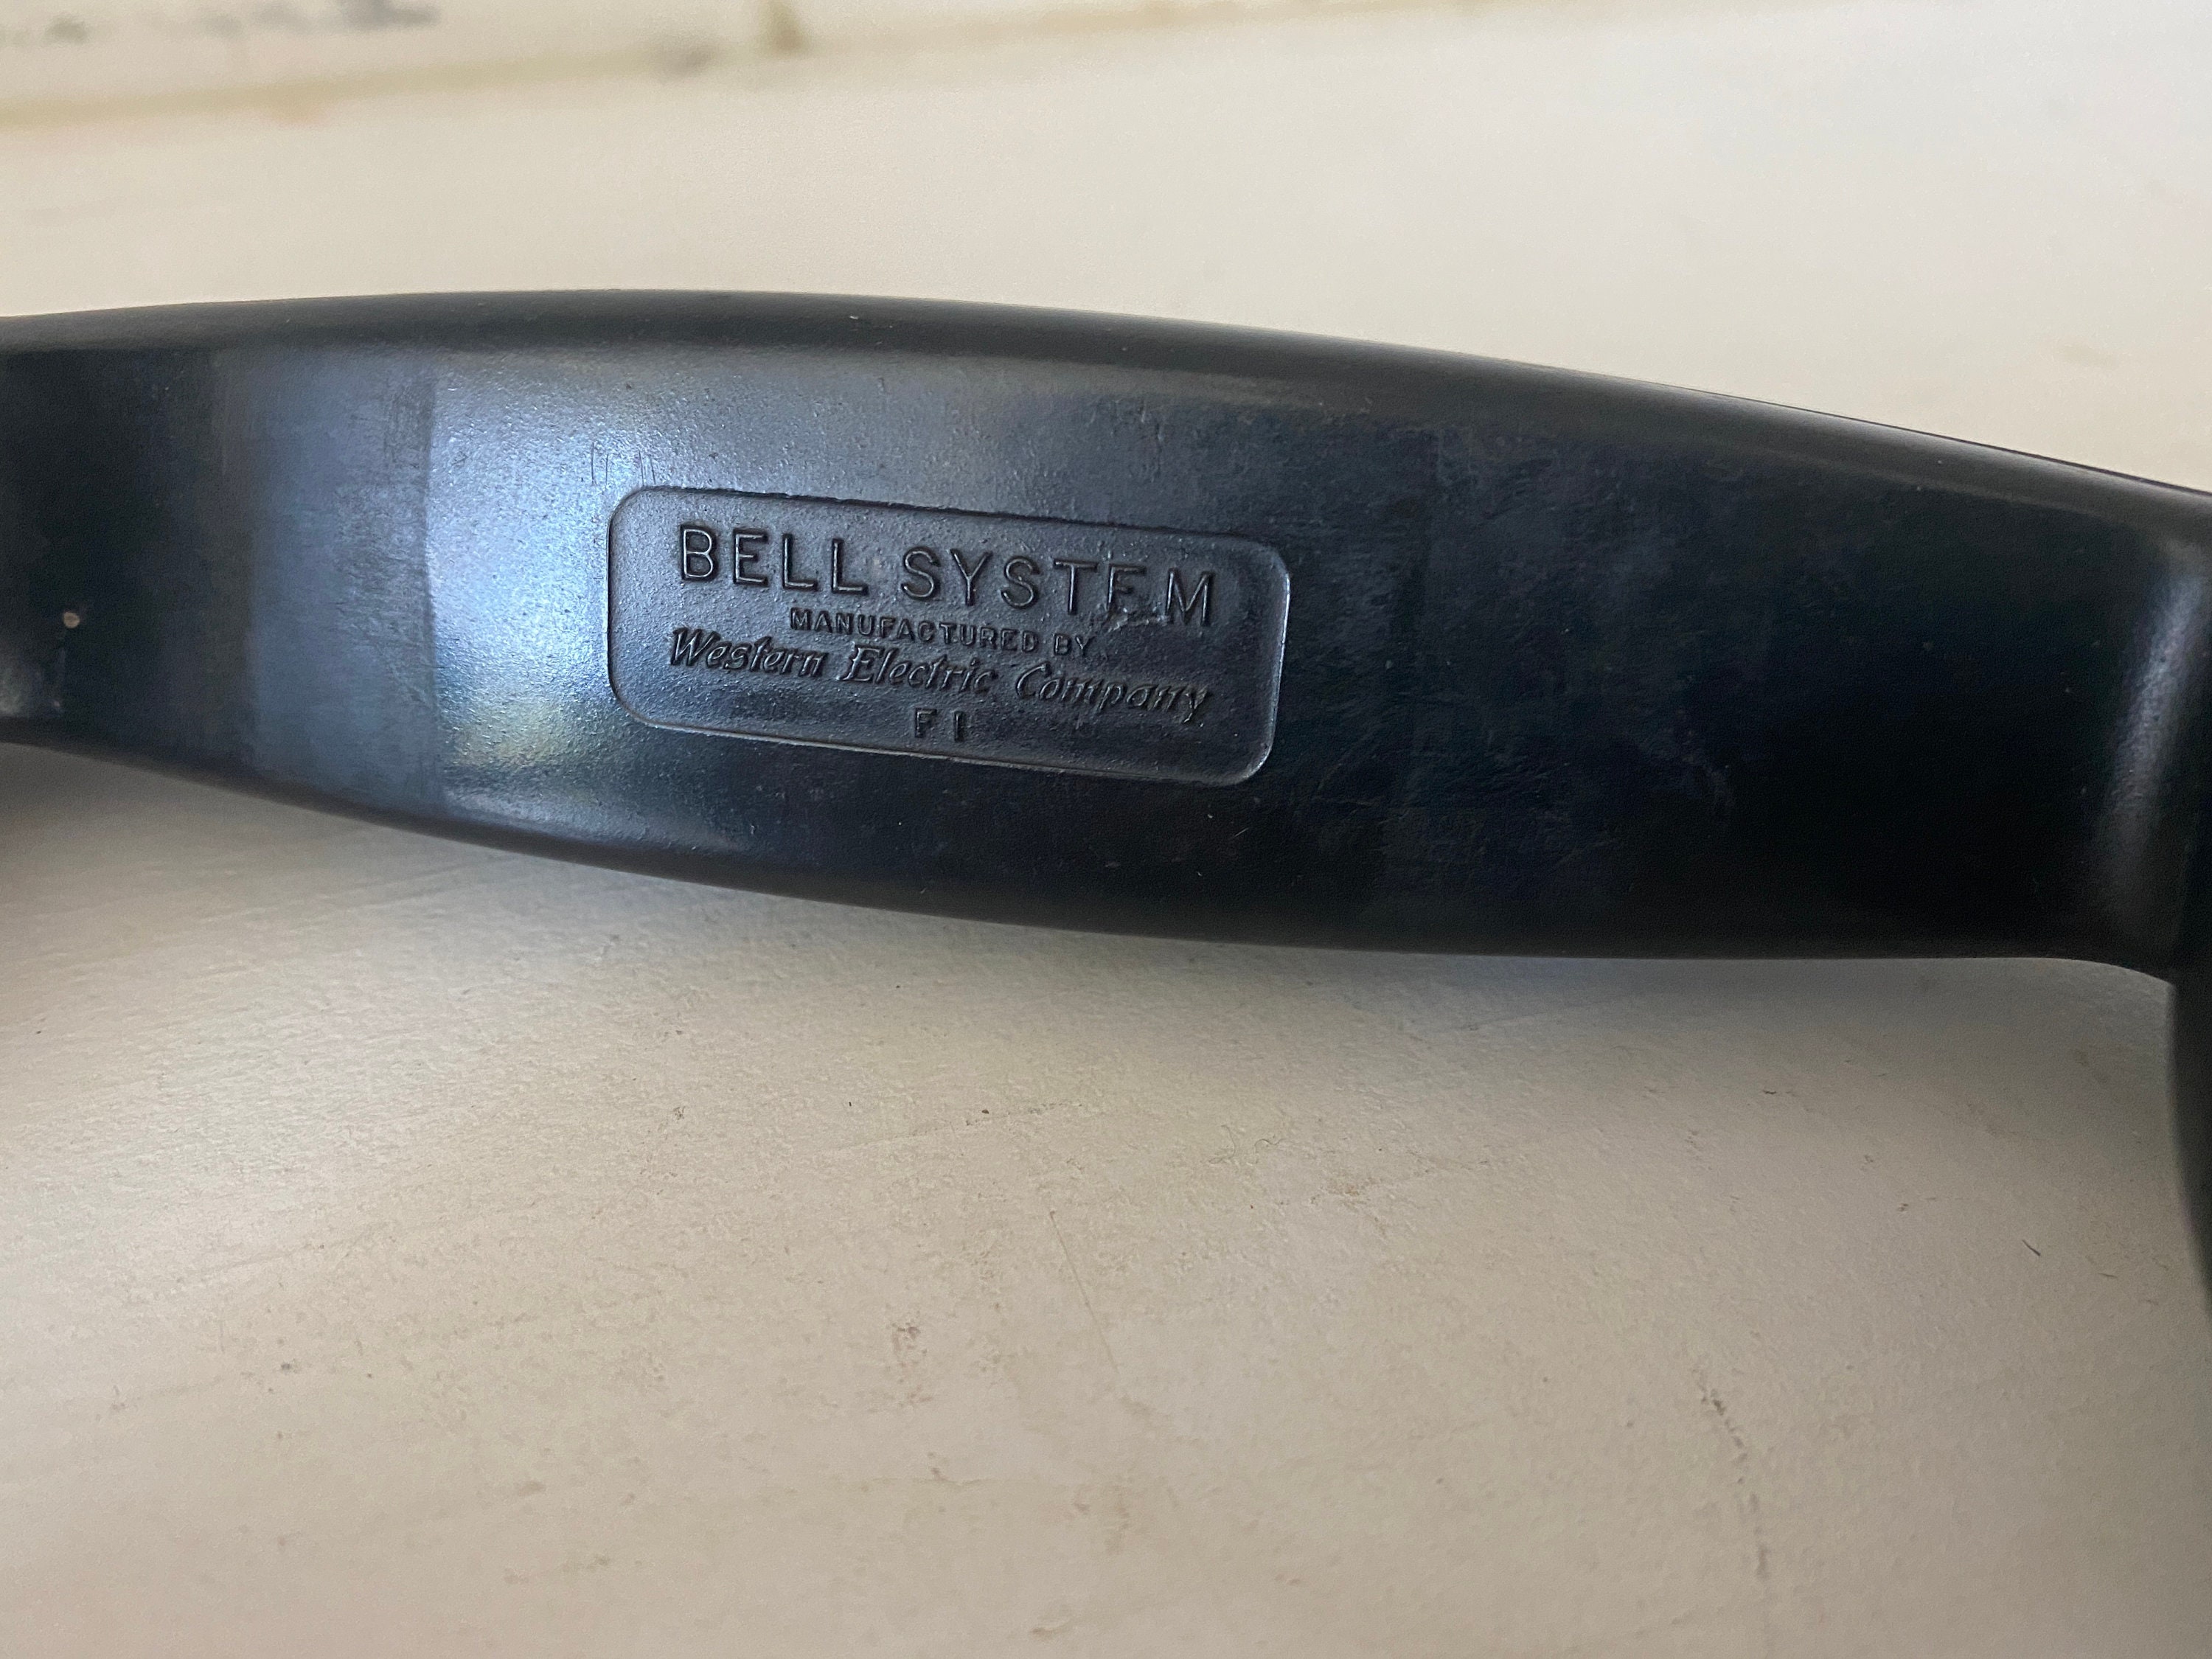 BELL SYSTEM
MANUFACTURED BY
Western Electric Company
F1